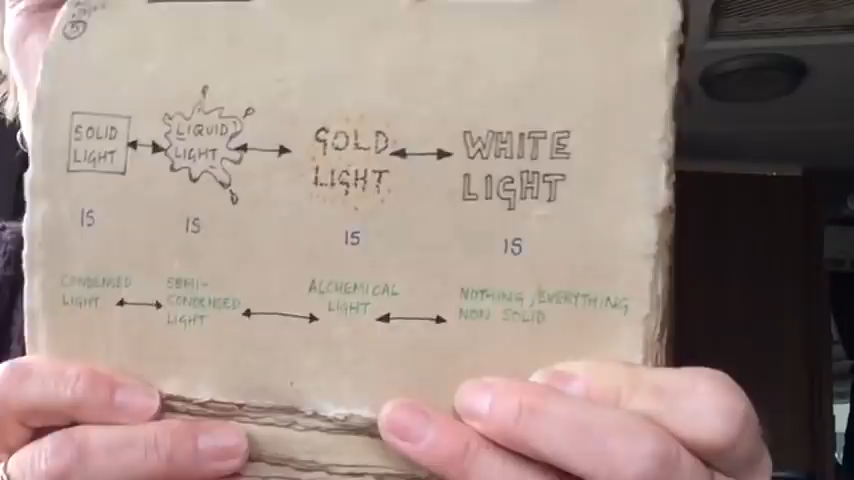 5
SOLID
LIGHT
LIQUID
LIGHT
GOLD
LIGHT
WHITE
LIGHT
IS
IS
IS
IS
CONDENSED
LIGHT
SEMI-
CONDENSED
LIGHT
ALCHEMICAL
LIGHT
NOTHING/EVERYTHING
NON SOLID